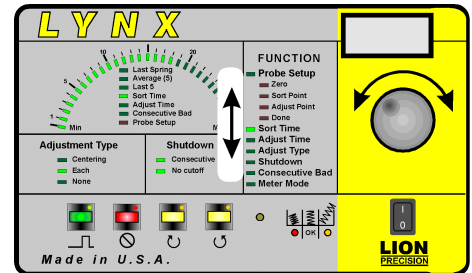 LYNX
10
20
5
1
Min
M
Last Spring
Average (5)
Last 5
Sort Time
Adjust Time
Consecutive Bad
Probe Setup
FUNCTION
Probe Setup
Zero
Sort Point
Adjust Point
Done
Sort Time
Adjust Time
Adjust Type
Shutdown
Consecutive Bad
Meter Mode
Adjustment Type
Centering
Each
None
Shutdown
Consecutive
No cutoff
OK
I
0
Made in U.S.A.
LION
PRECISION